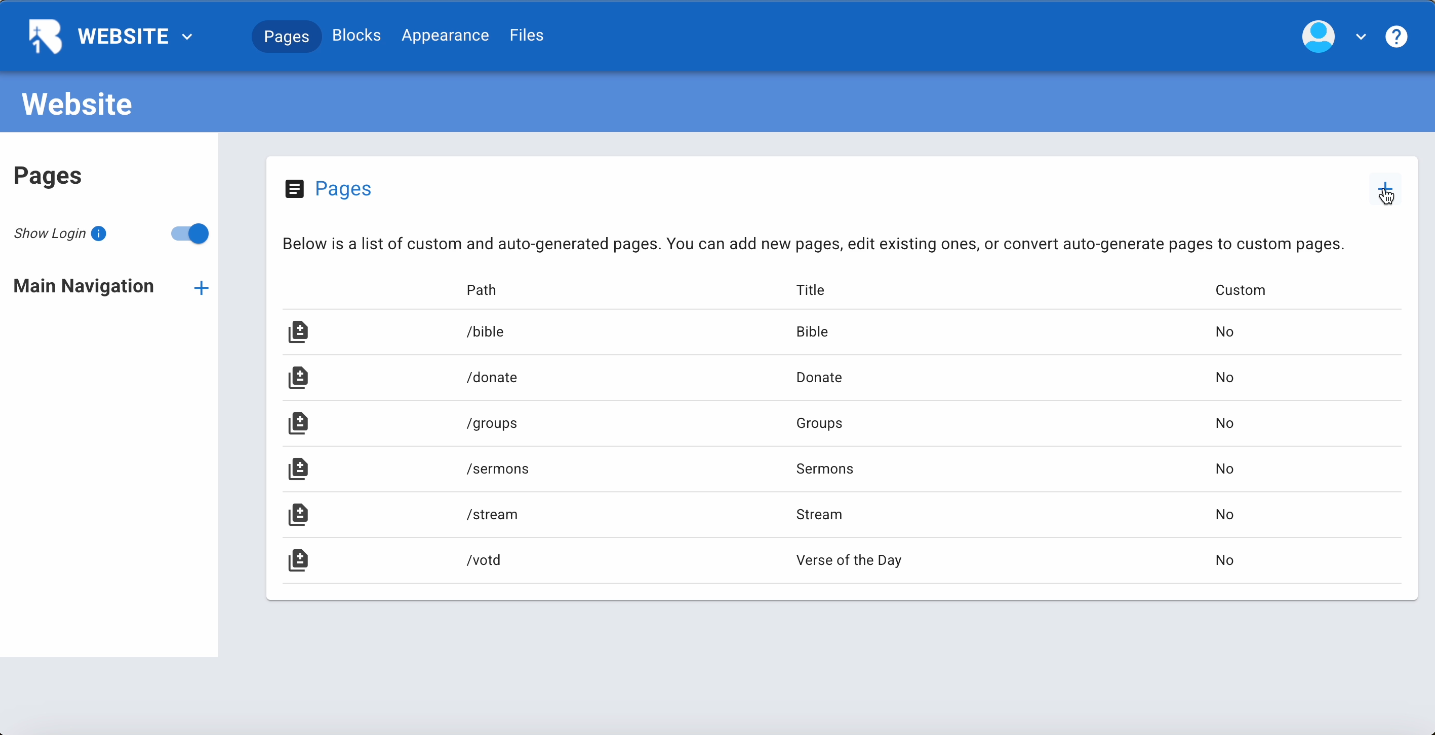 WEBSITE Pages Blocks Appearance Files ?
Website
Pages
Show Login i
Main Navigation +
Pages +
Below is a list of custom and auto-generated pages. You can add new pages, edit existing ones, or convert auto-generate pages to custom pages.
Path Title Custom
/bible Bible No
/donate Donate No
/groups Groups No
/sermons Sermons No
/stream Stream No
/votd Verse of the Day No